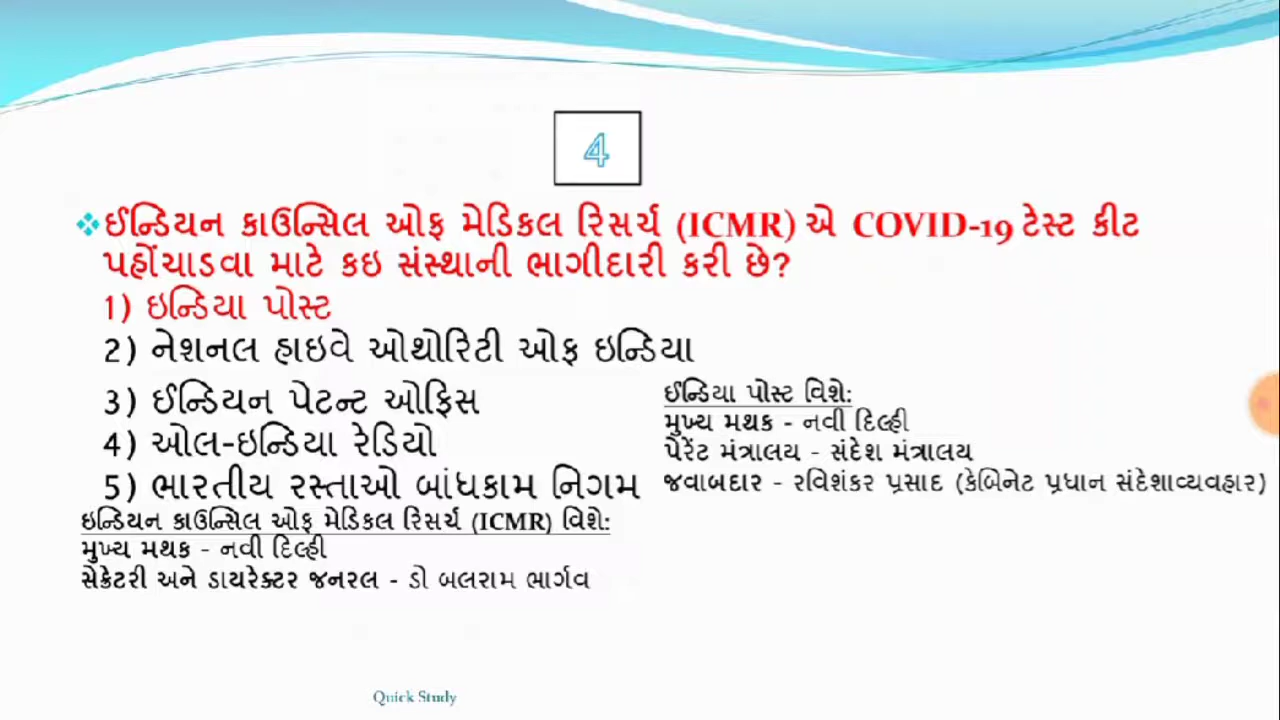 4
❖ઈન્ડિયન કાઉન્સિલ ઓફ મેડિકલ રિસર્ચ (ICMR) એ COVID-19 ટેસ્ટ કીટ
પહોંચાડવા માટે કઇ સંસ્થાની ભાગીદારી કરી છે?
1) ઇન્ડિયા પોસ્ટ
2) નેશનલ હાઇવે ઓથોરિટી ઓફ ઇન્ડિયા
3) ઈન્ડિયન પેટન્ટ ઓફિસ
4) ઓલ-ઇન્ડિયા રેડિયો
5) ભારતીય રસ્તાઓ બાંધકામ નિગમ
ઈન્ડિયા પોસ્ટ વિશે:
મુખ્ય મથક - નવી દિલ્હી
પેરેંટ મંત્રાલય - સંદેશ મંત્રાલય
જવાબદાર - રવિશંકર પ્રસાદ (કેબિનેટ પ્રધાન સંદેશાવ્યવહાર)
ઇન્ડિયન કાઉન્સિલ ઓફ મેડિકલ રિસર્ચ (ICMR) વિશે:
મુખ્ય મથક - નવી દિલ્હી
સેક્રેટરી અને ડાયરેક્ટર જનરલ - ડો બલરામ ભાર્ગવ
Quick Study